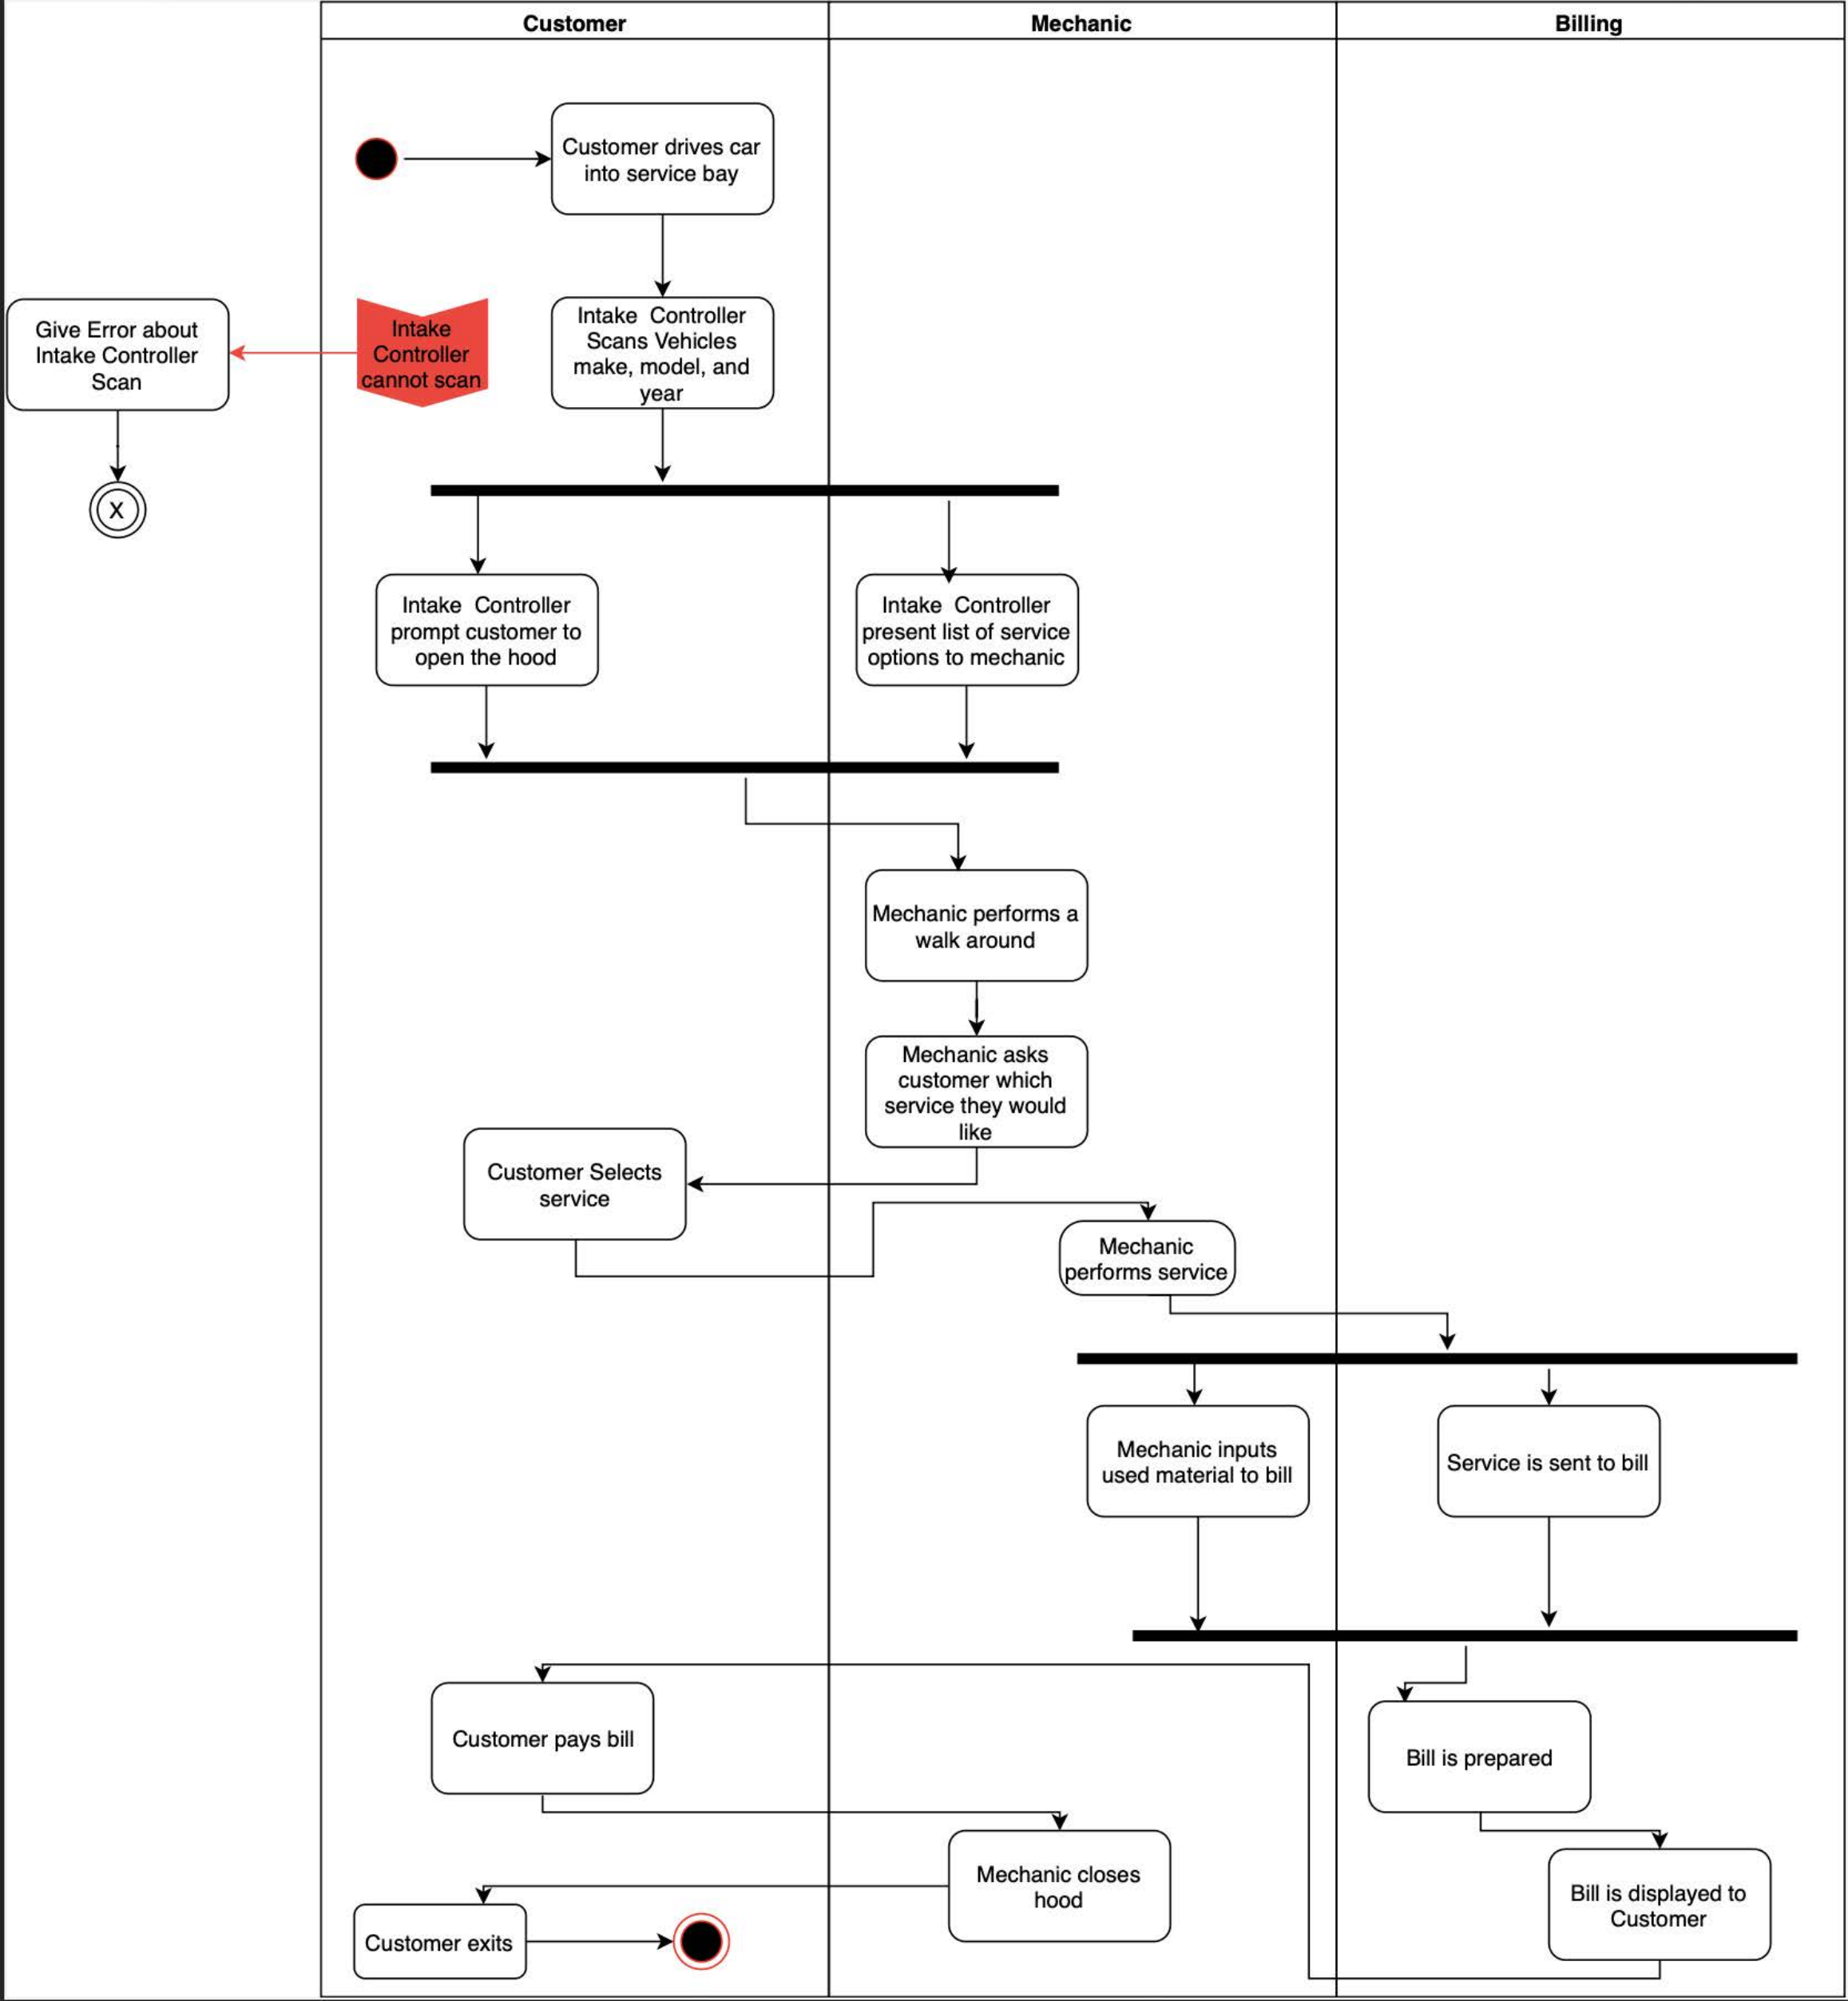 Customer
Mechanic
Billing
Customer drives car
into service bay
Give Error about
Intake Controller
Scan
Intake
Controller
cannot scan
Intake  Controller
Scans Vehicles
make, model, and
year
X
Intake  Controller
prompt customer to
open the hood
Intake  Controller
present list of service
options to mechanic
Mechanic performs a
walk around
Mechanic asks
customer which
service they would
like
Customer Selects
service
Mechanic
performs service
Mechanic inputs
used material to bill
Service is sent to bill
Customer pays bill
Bill is prepared
Mechanic closes
hood
Bill is displayed to
Customer
Customer exits